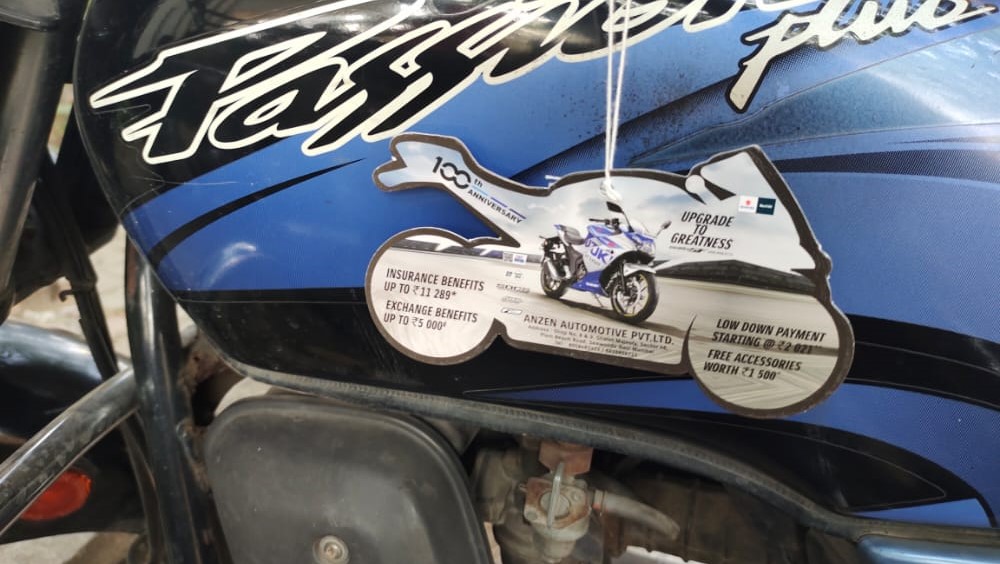 Passion
plus
100th
ANNIVERSARY
UPGRADE
TO
GREATNESS
INSURANCE BENEFITS
UP TO ₹11 289*
EXCHANGE BENEFITS
UP TO ₹5 000#
ANZEN AUTOMOTIVE PVT.LTD.
LOW DOWN PAYMENT
STARTING @ ₹2 021
FREE ACCESSORIES
WORTH ₹1 500*